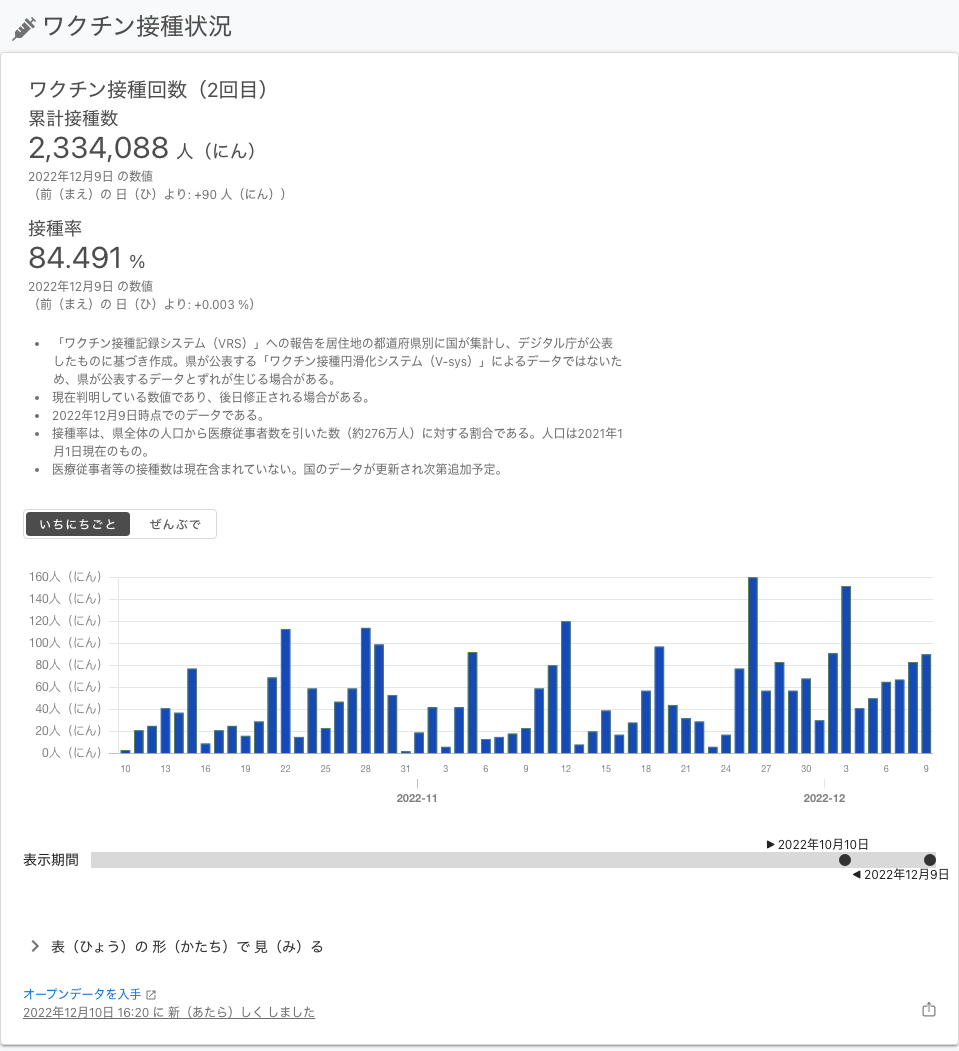 ワクチン接種状況
ワクチン接種回数（2回目）
累計接種数
2,334,088 人（にん）
2022年12月9日 の数値
（前（まえ）の 日（ひ）より: +90 人（にん））
接種率
84.491 %
2022年12月9日 の数値
（前（まえ）の 日（ひ）より: +0.003 %）
• 「ワクチン接種記録システム（VRS）」への報告を居住地の都道府県別に国が集計し、デジタル庁が公表
したものに基づき作成。県が公表する「ワクチン接種円滑化システム（V-sys）」によるデータではないた
め、県が公表するデータとずれが生じる場合がある。
• 現在判明している数値であり、後日修正される場合がある。
• 2022年12月9日時点でのデータである。
• 接種率は、県全体の人口から医療従事者数を引いた数（約276万人）に対する割合である。人口は2021年1
月1日現在のもの。
• 医療従事者等の接種数は現在含まれていない。国のデータが更新され次第追加予定。
いちにちごと ぜんぶで
160人（にん）
140人（にん）
120人（にん）
100人（にん）
80人（にん）
60人（にん）
40人（にん）
20人（にん）
0人（にん）
10 13 16 19 22 25 28 31 3 6 9 12 15 18 21 24 27 30 3 6 9
2022-11 2022-12
▶ 2022年10月10日
表示期間
◀ 2022年12月9日
表（ひょう）の 形（かたち）で 見（み）る
オープンデータを入手
2022年12月10日 16:20 に 新（あたら）しく しました